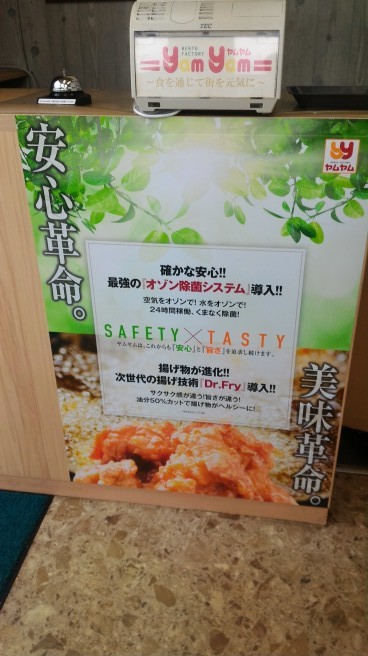 TEC
BENTO FACTORY ヤムヤム
YamYam
〜食を通じて街を元気に〜
安心革命。
ヤムヤム
確かな安心!!
最強の『オゾン除菌システム』導入!!
空気をオゾンで!水をオゾンで!
24時間稼働、くまなく除菌!
SAFETY×TASTY
ヤムヤムは、これからも「安心」と「旨さ」を追求し続けます。
揚げ物が進化!!
次世代の揚げ技術『Dr.Fry』導入!!
サクサク感が違う!旨さが違う!
油分50%カットで揚げ物がヘルシーに!
美味革命。